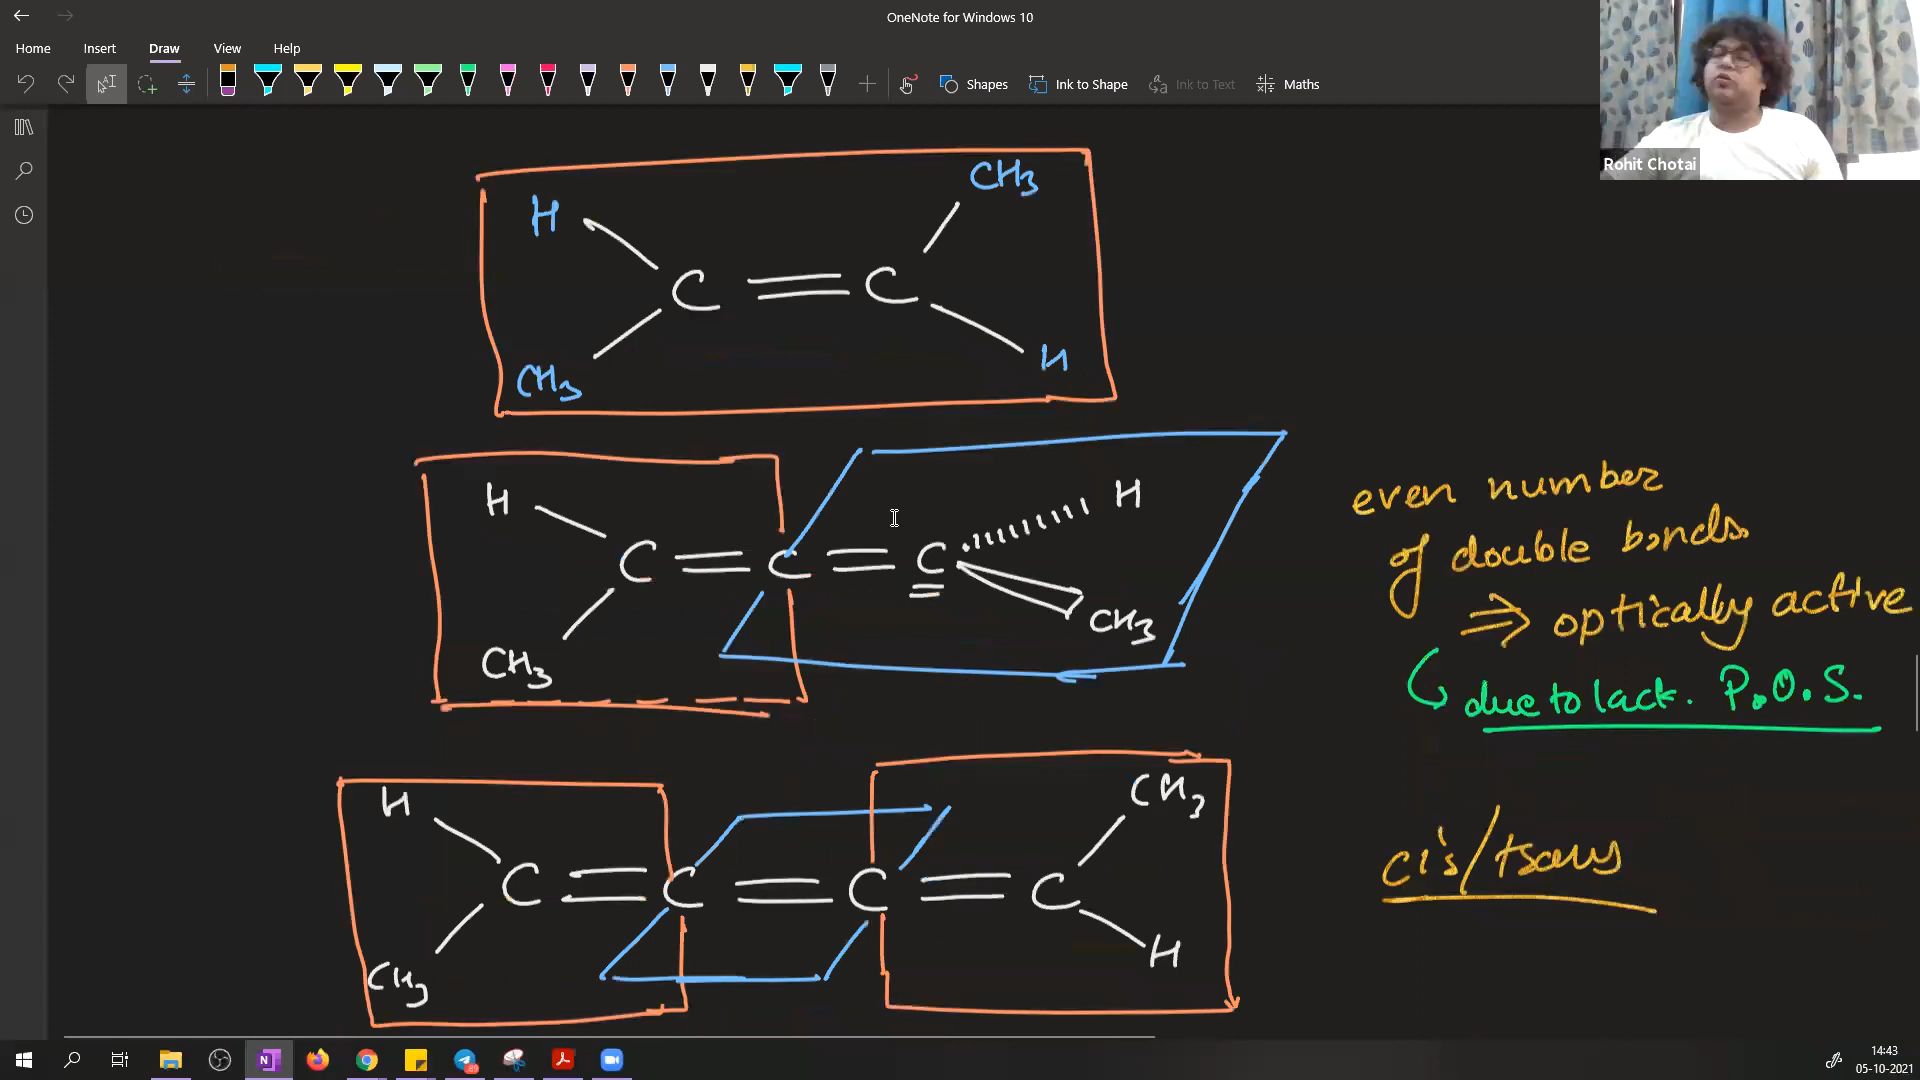 OneNote for Windows 10
Home Insert Draw View Help
Shapes Ink to Shape Ink to Text Maths
Rohit Chotai
CH3
H
C = C
CH3
H
H
H
C = C = C
CH3
CH3
even number
of double bonds
⇒ optically active
due to lack. P.O.S.
H
CH3
C = C = C = C
CH3
H
cis/trans
14:43
05-10-2021